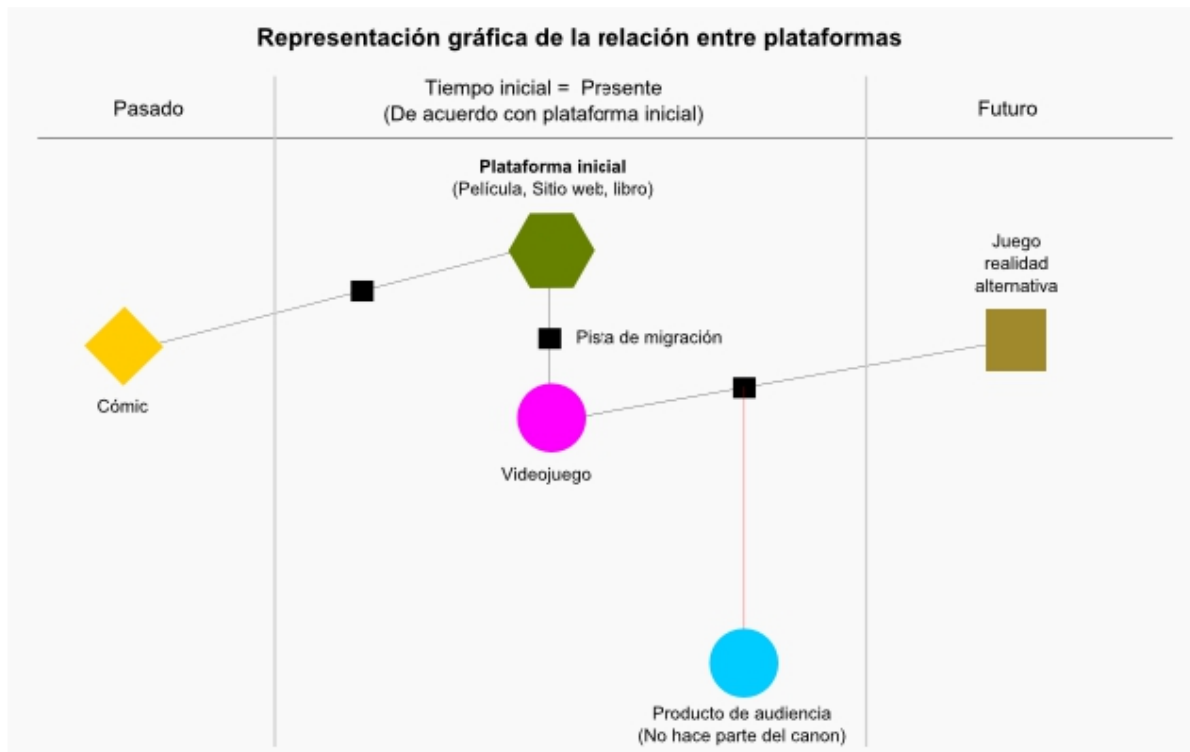 Representación gráfica de la relación entre plataformas
Pasado
Tiempo inicial = Presente
(De acuerdo con plataforma inicial)
Futuro
Plataforma inicial
(Película, Sitio web, libro)
Juego
realidad
alternativa
Pista de migración
Cómic
Videojuego
Producto de audiencia
(No hace parte del canon)